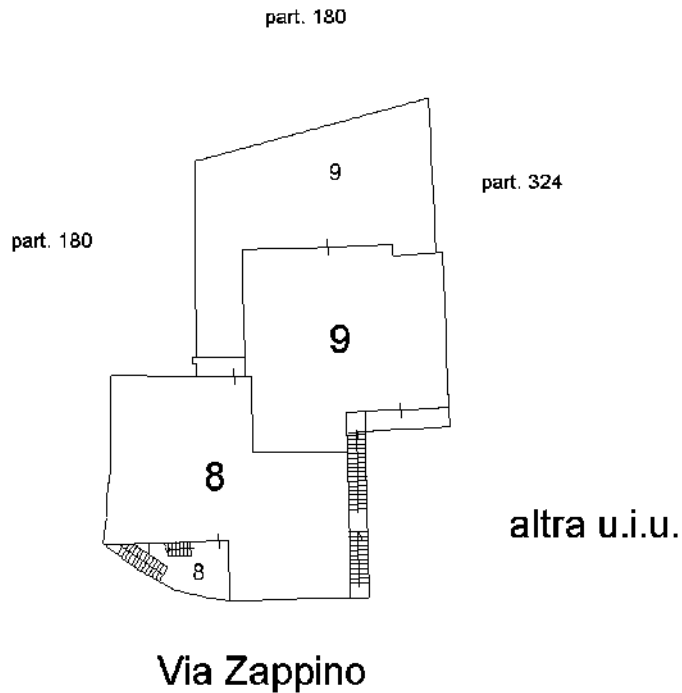 part. 180
9
part. 324
part. 180
9
8
altra u.i.u.
8
Via Zappino